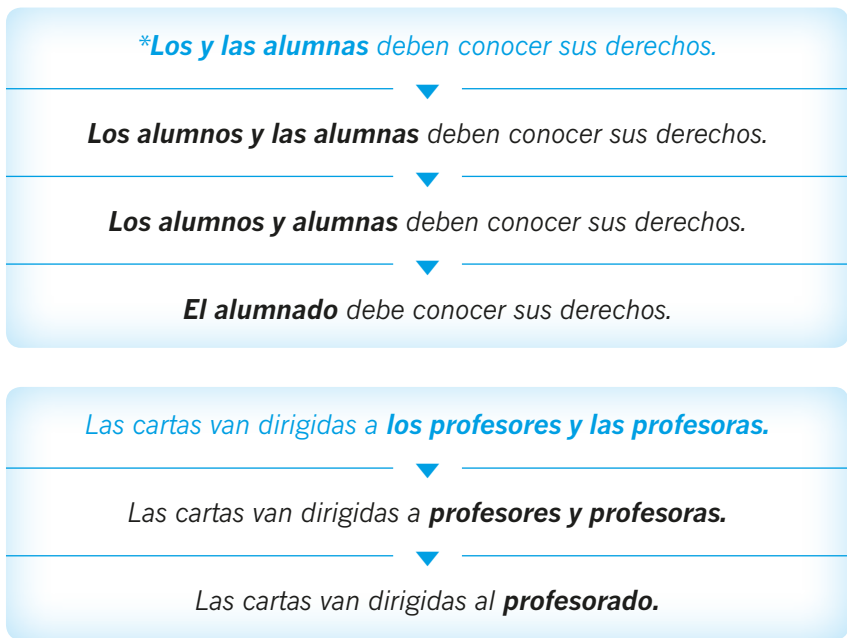 *Los y las alumnas deben conocer sus derechos.
Los alumnos y las alumnas deben conocer sus derechos.
Los alumnos y alumnas deben conocer sus derechos.
El alumnado debe conocer sus derechos.
Las cartas van dirigidas a los profesores y las profesoras.
Las cartas van dirigidas a profesores y profesoras.
Las cartas van dirigidas al profesorado.